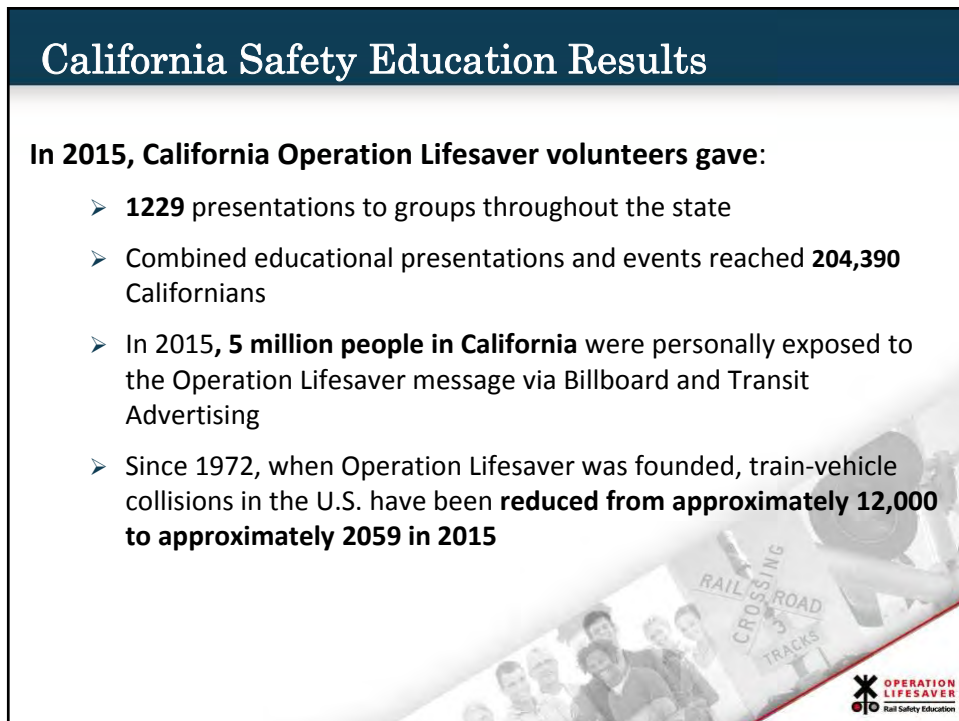 California Safety Education Results
In 2015, California Operation Lifesaver volunteers gave:
➢ 1229 presentations to groups throughout the state
➢ Combined educational presentations and events reached 204,390
Californians
➢ In 2015, 5 million people in California were personally exposed to
the Operation Lifesaver message via Billboard and Transit
Advertising
➢ Since 1972, when Operation Lifesaver was founded, train-vehicle
collisions in the U.S. have been reduced from approximately 12,000
to approximately 2059 in 2015
RAIL ROAD
CROSSING
3
TRACKS
OPERATION
LIFESAVER
Rail Safety Education